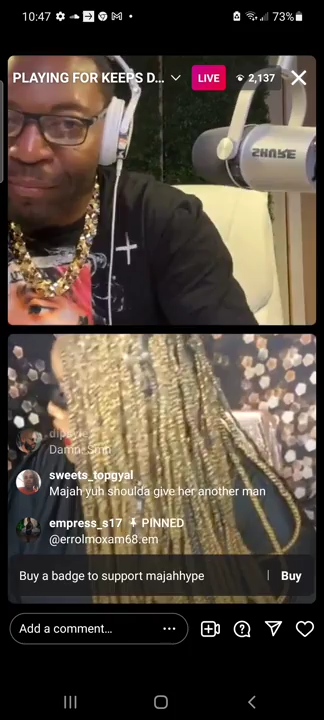 10:47
73%
PLAYING FOR KEEPS D...
LIVE
2,137
SHURE
Damn. Smh
sweets_topgyal
Majah yuh shoulda give her another man
empress_s17 PINNED
@errolmoxam68.em
Buy a badge to support majahhype
Buy
Add a comment...